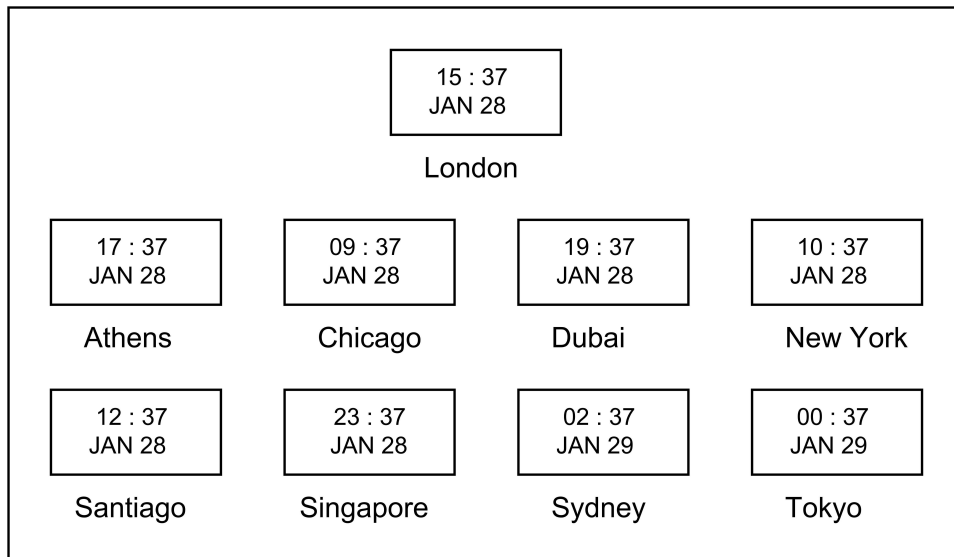 15 : 37
JAN 28
London
17 : 37
JAN 28
Athens
09 : 37
JAN 28
Chicago
19 : 37
JAN 28
Dubai
10 : 37
JAN 28
New York
12 : 37
JAN 28
Santiago
23 : 37
JAN 28
Singapore
02 : 37
JAN 29
Sydney
00 : 37
JAN 29
Tokyo